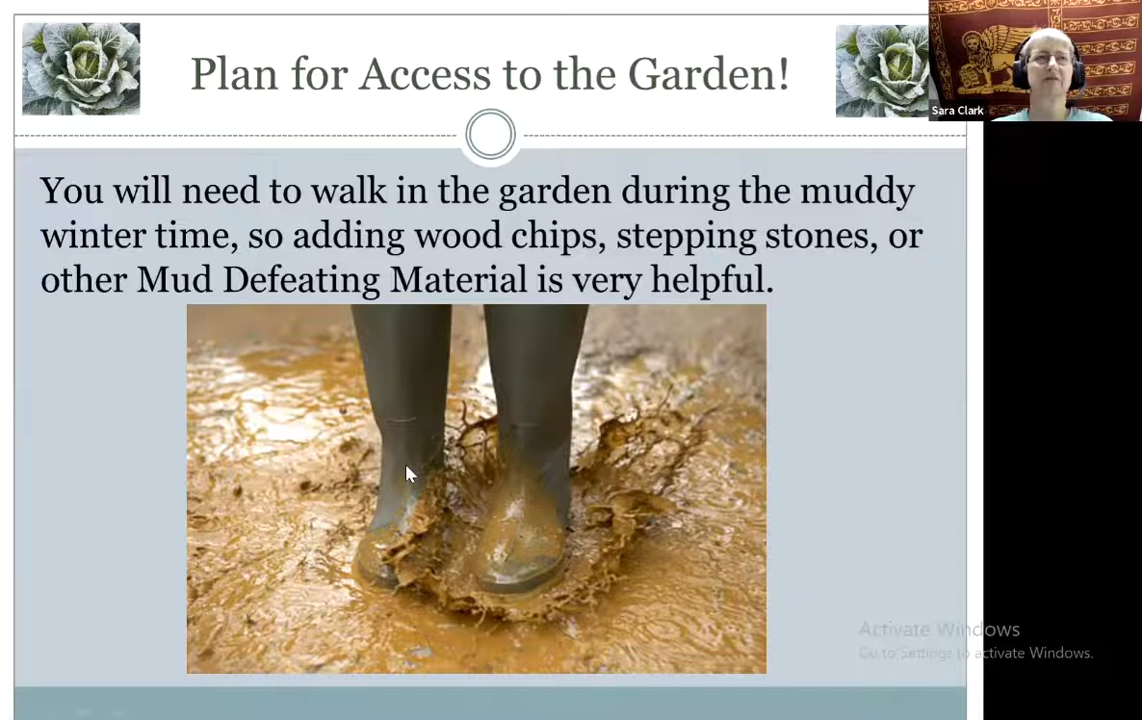 Plan for Access to the Garden!
Sara Clark
You will need to walk in the garden during the muddy
winter time, so adding wood chips, stepping stones, or
other Mud Defeating Material is very helpful.
Activate Windows
Go to Settings to activate Windows.